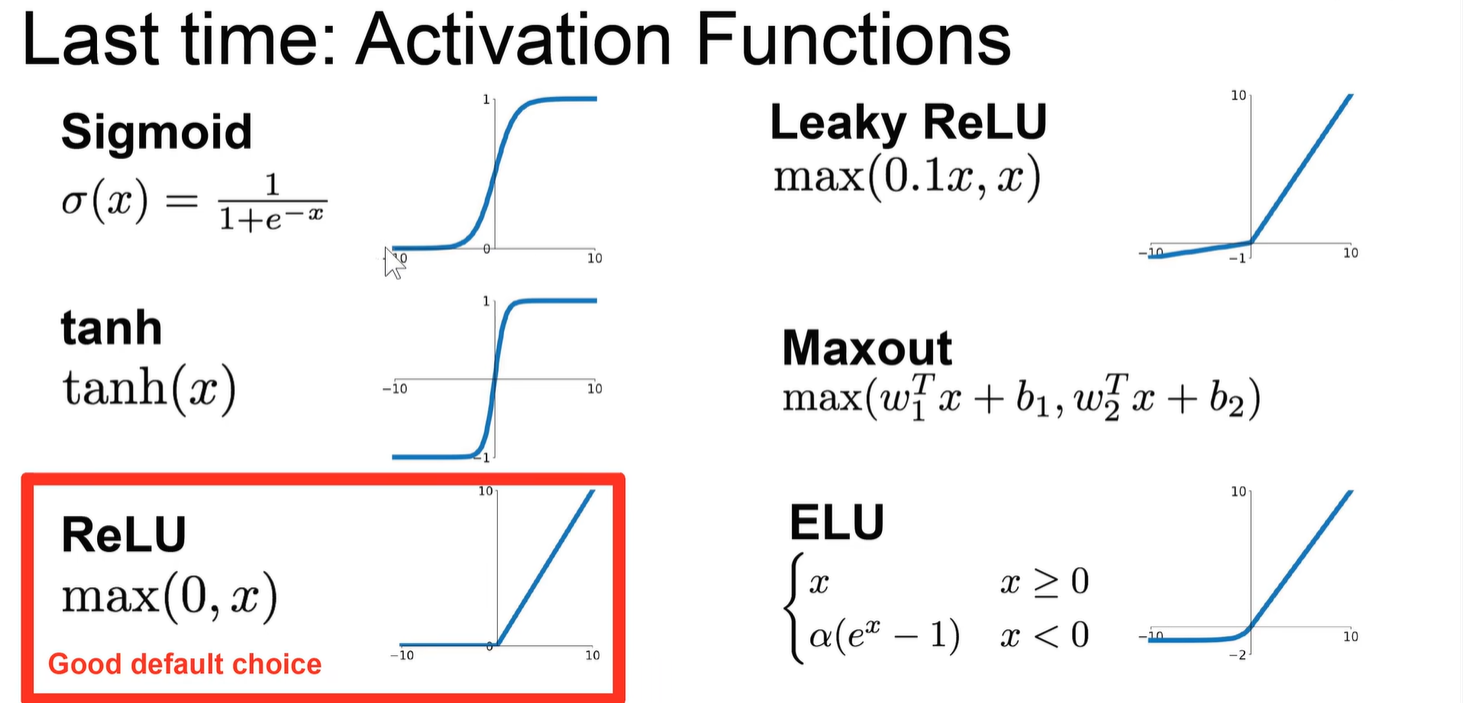 Last time: Activation Functions
Sigmoid
σ(x) = 1/(1+e^{-x})
1
0
10
tanh
tanh(x)
1
-10
10
-1
ReLU
max(0, x)
Good default choice
10
-10
0
10
Leaky ReLU
max(0.1x, x)
10
-10
-1
10
Maxout
max(w_1^T x + b_1, w_2^T x + b_2)
ELU
{ x x ≥ 0
α(e^x − 1) x < 0
10
-10
-2
10